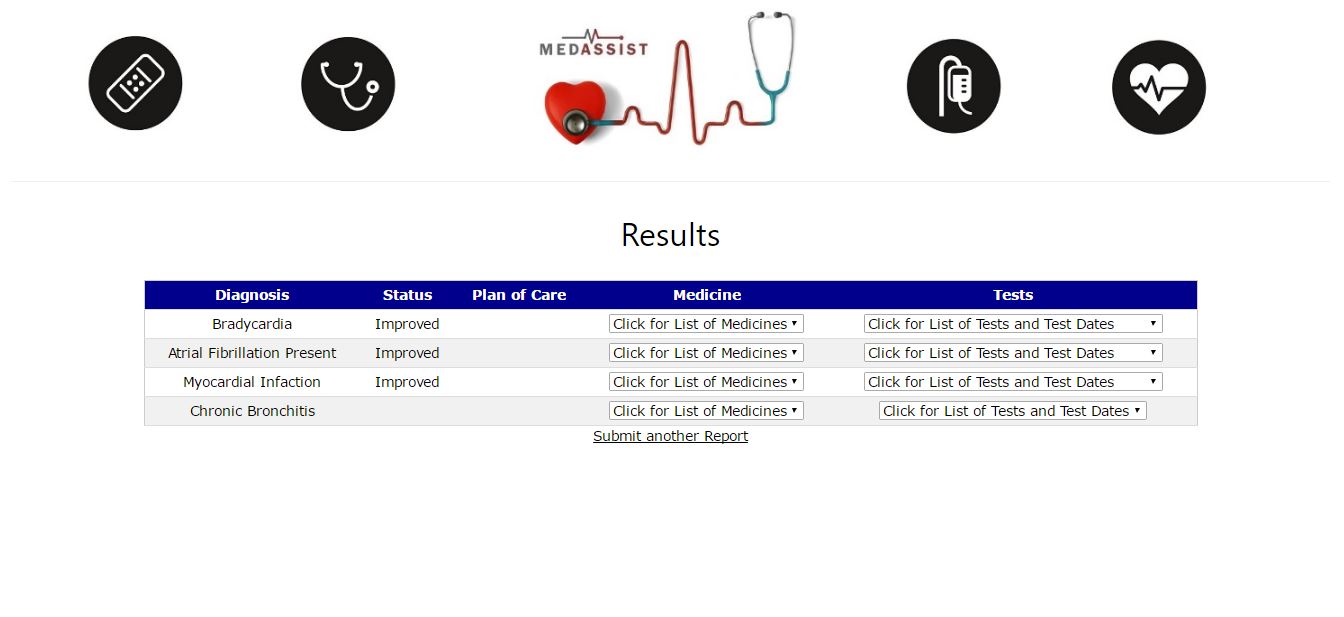 MEDASSIST
Results
Diagnosis Status Plan of Care Medicine Tests
Bradycardia Improved Click for List of Medicines Click for List of Tests and Test Dates
Atrial Fibrillation Present Improved Click for List of Medicines Click for List of Tests and Test Dates
Myocardial Infaction Improved Click for List of Medicines Click for List of Tests and Test Dates
Chronic Bronchitis Click for List of Medicines Click for List of Tests and Test Dates
Submit another Report